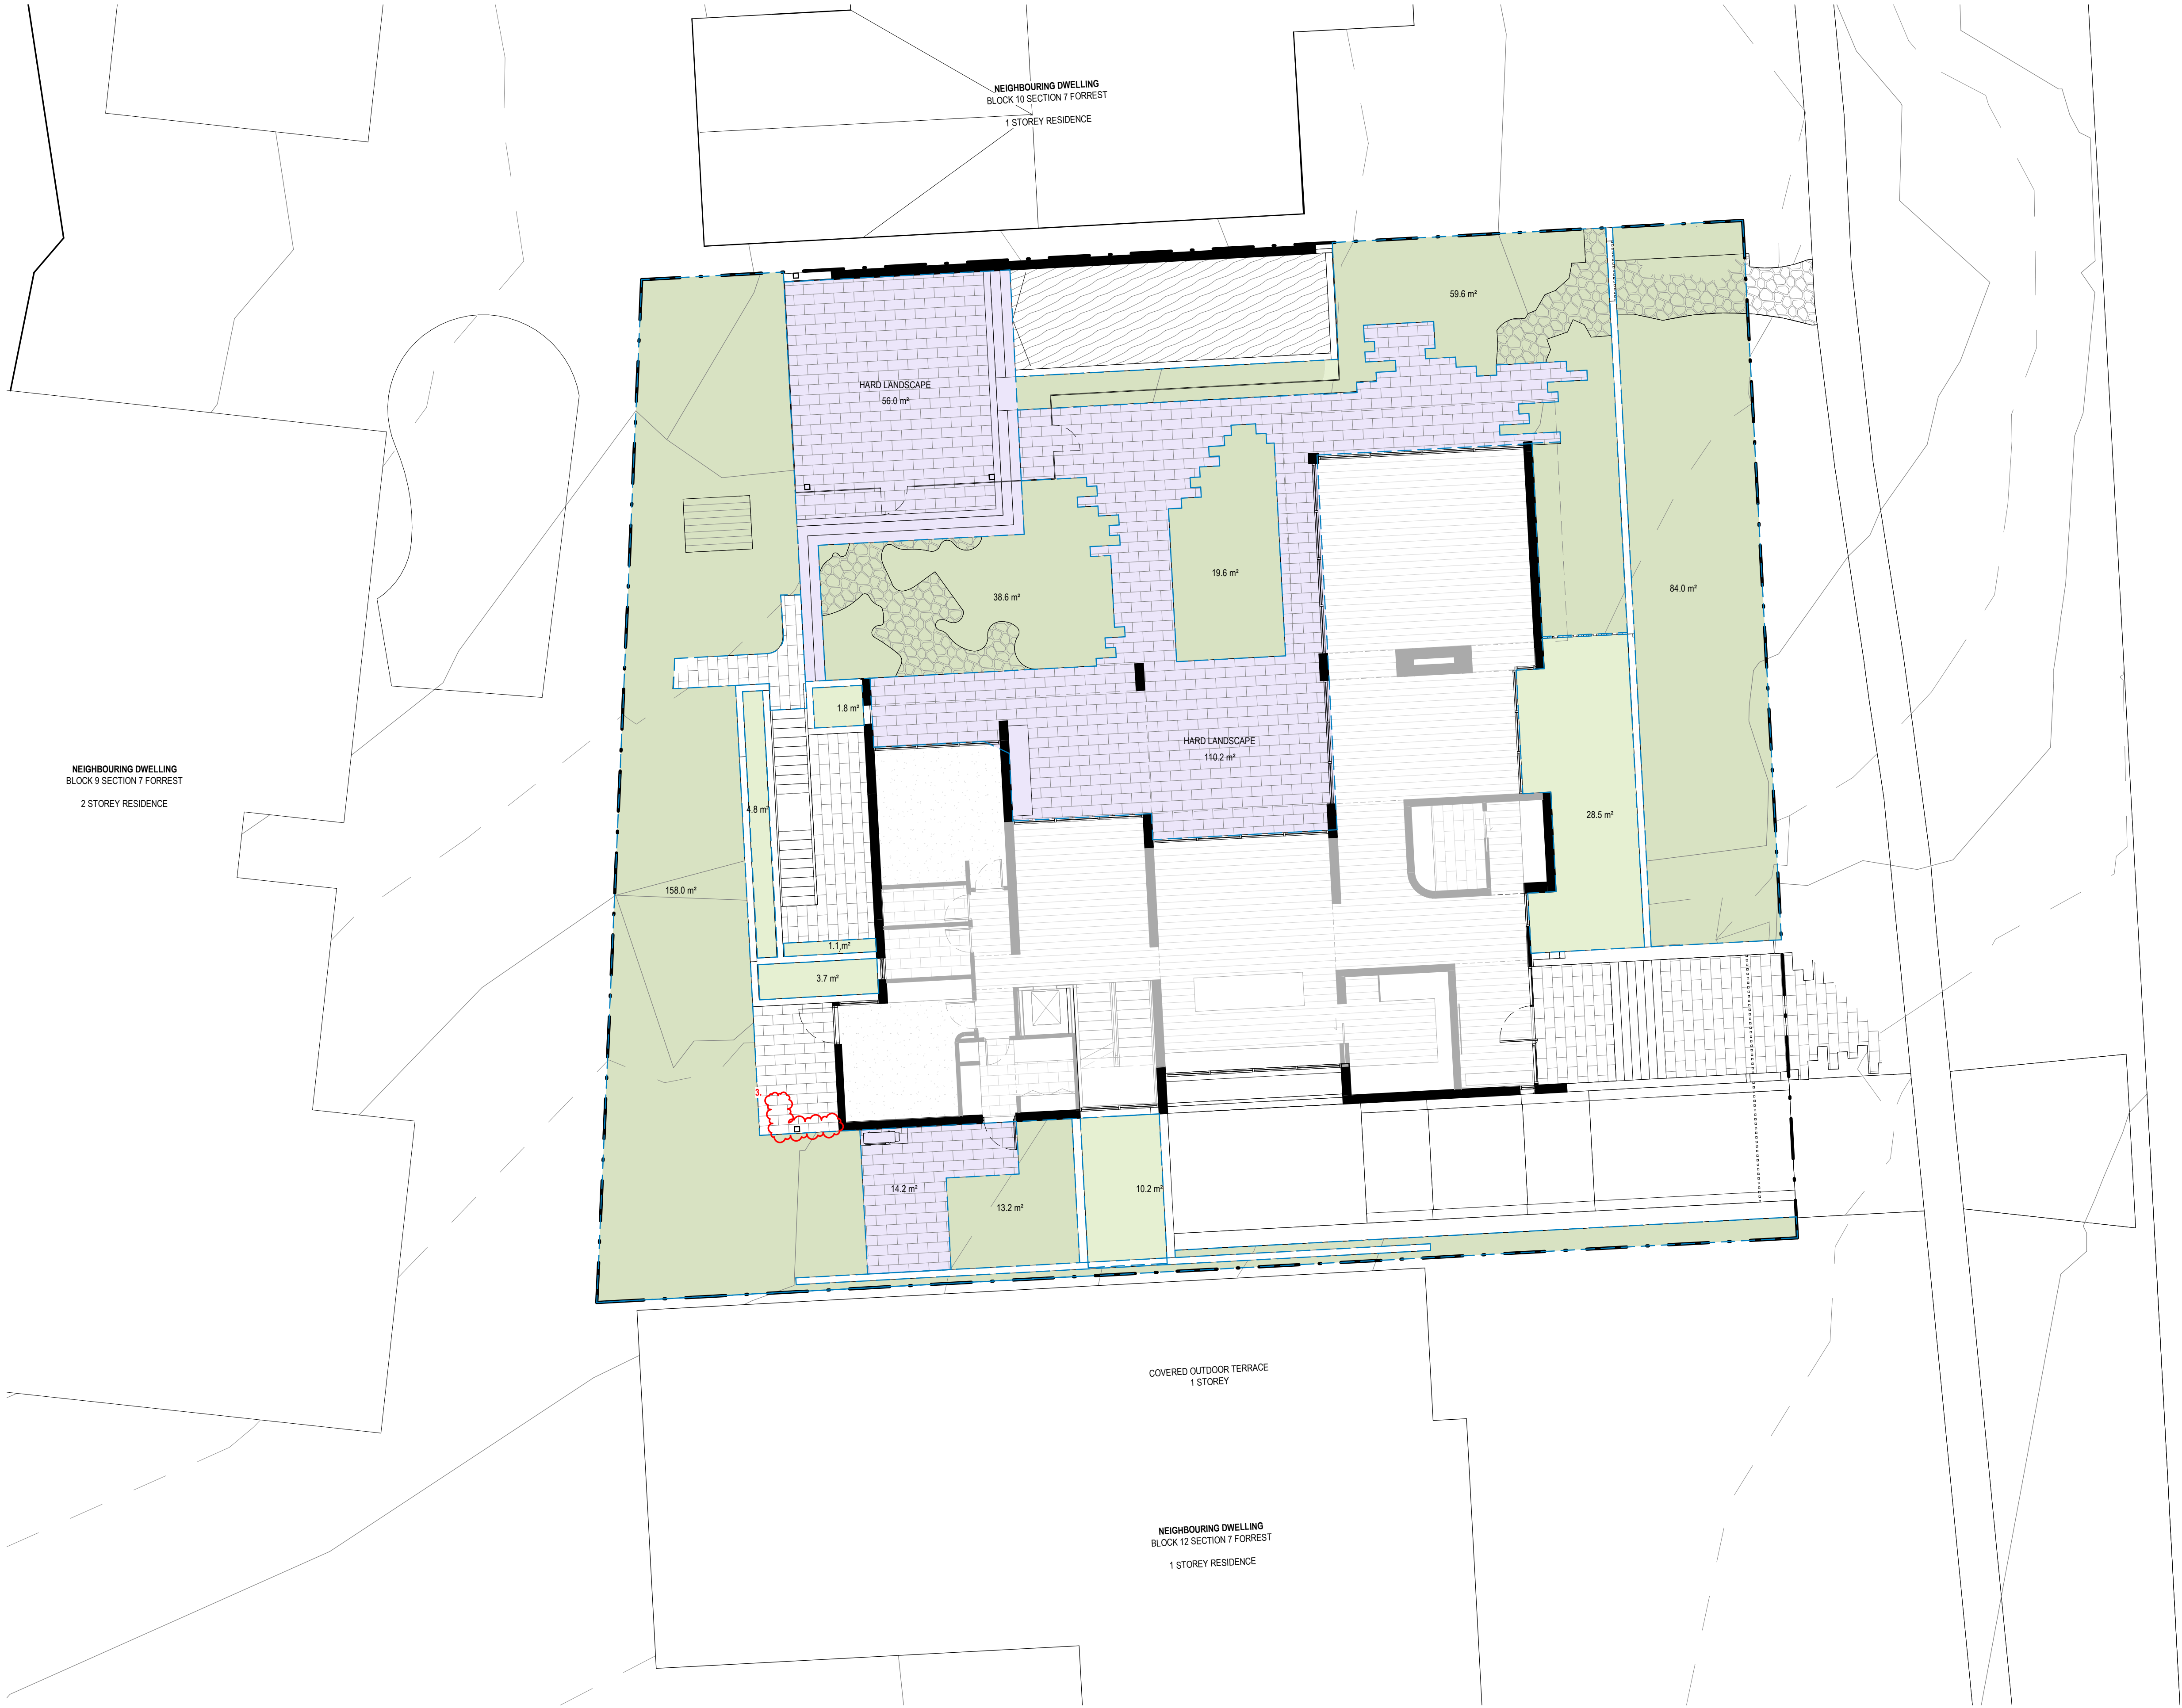 NEIGHBOURING DWELLING
BLOCK 10 SECTION 7 FORREST
1 STOREY RESIDENCE
59.6 m²
HARD LANDSCAPE
56.0 m²
19.6 m²
38.6 m²
84.0 m²
1.8 m²
HARD LANDSCAPE
110.2 m²
NEIGHBOURING DWELLING
BLOCK 9 SECTION 7 FORREST
2 STOREY RESIDENCE
4.8 m²
28.5 m²
158.0 m²
1.1 m²
3.7 m²
3.
14.2 m²
13.2 m²
10.2 m²
COVERED OUTDOOR TERRACE
1 STOREY
NEIGHBOURING DWELLING
BLOCK 12 SECTION 7 FORREST
1 STOREY RESIDENCE